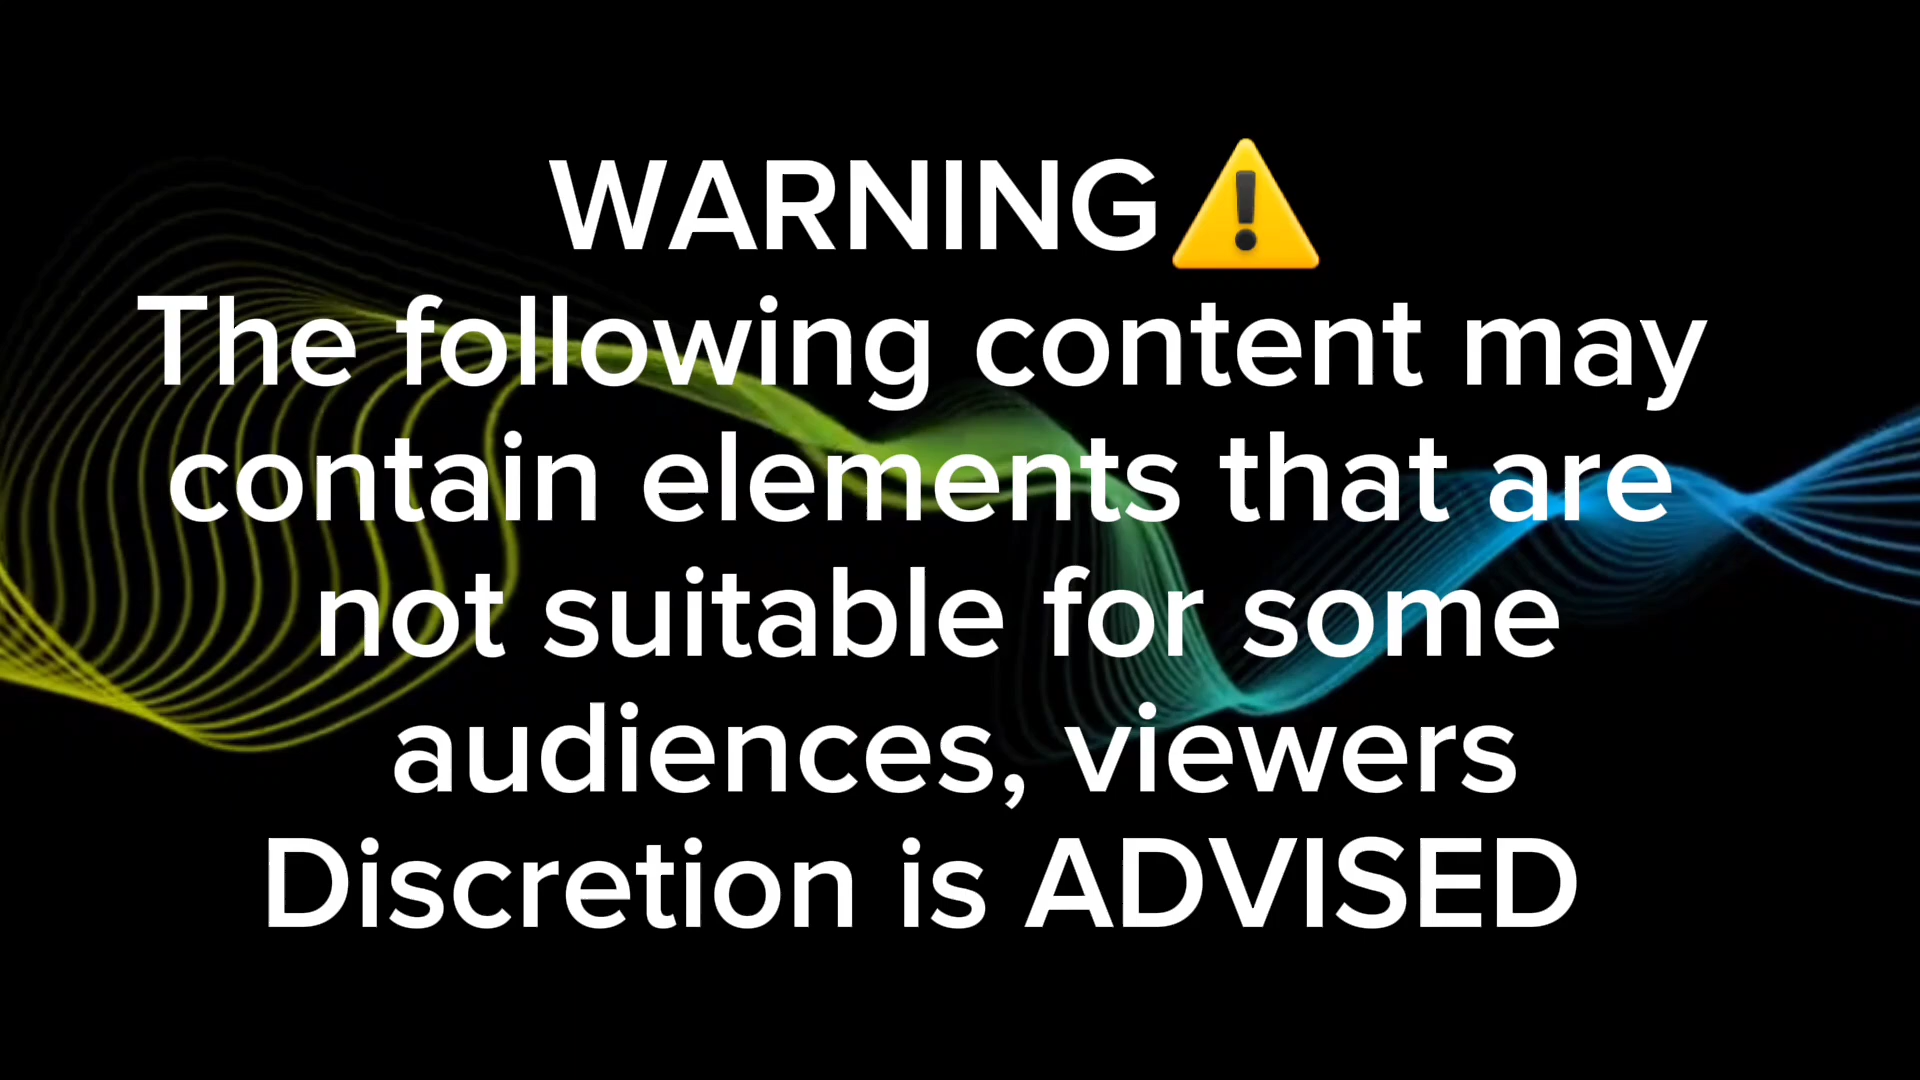 WARNING⚠️
The following content may
contain elements that are
not suitable for some
audiences, viewers
Discretion is ADVISED